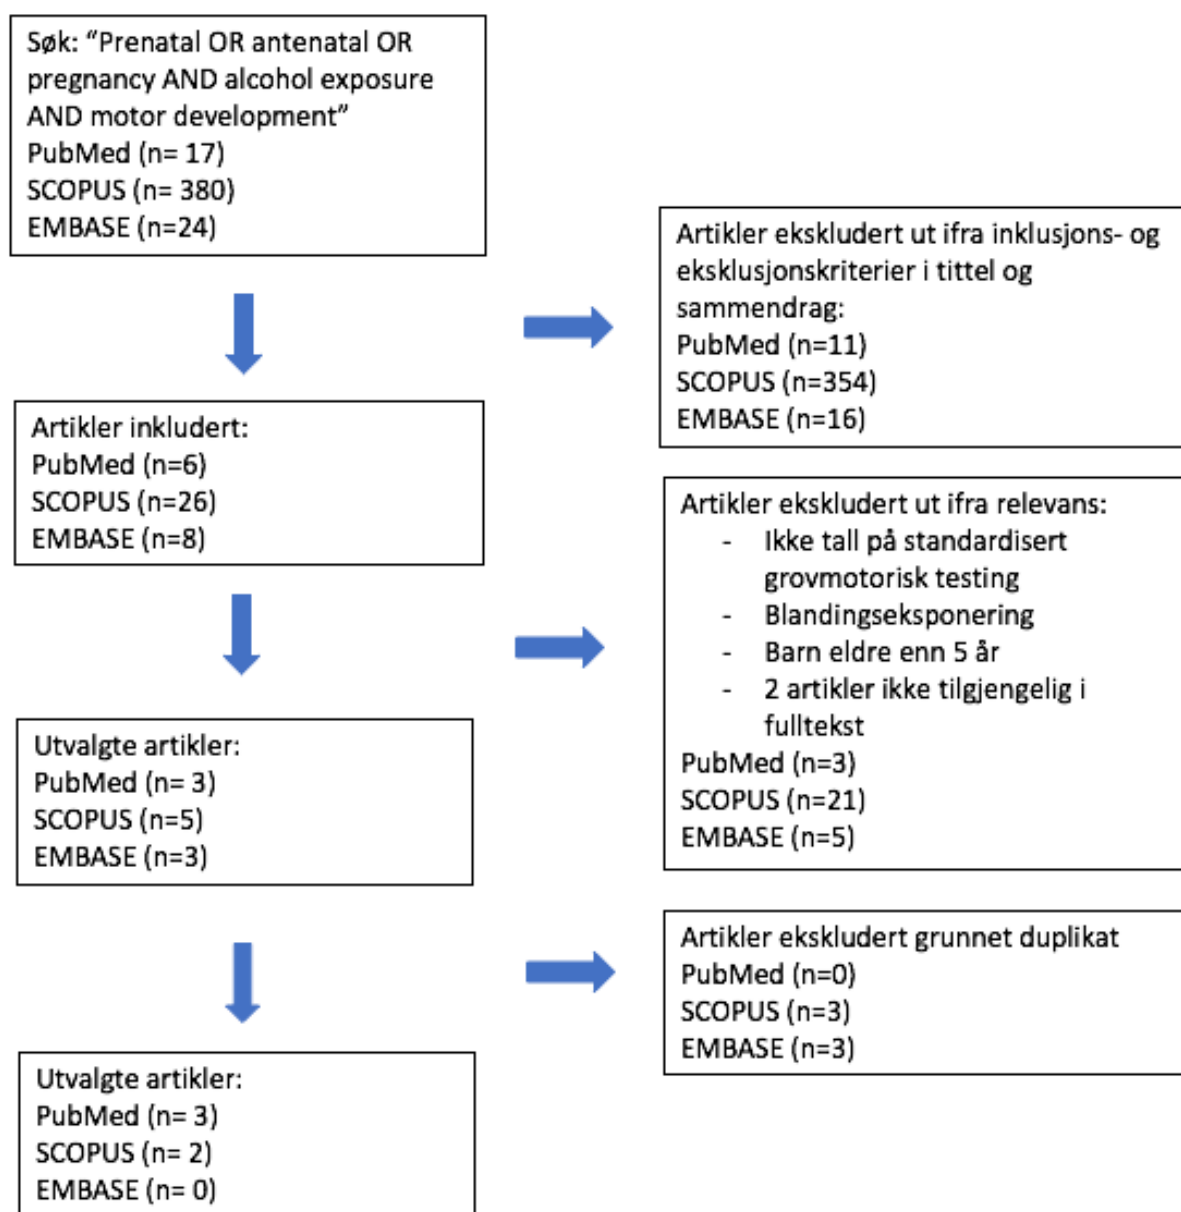 Søk: “Prenatal OR antenatal OR
pregnancy AND alcohol exposure
AND motor development”
PubMed (n= 17)
SCOPUS (n= 380)
EMBASE (n=24)
Artikler ekskludert ut ifra inklusjons- og
eksklusjonskriterier i tittel og
sammendrag:
PubMed (n=11)
SCOPUS (n=354)
EMBASE (n=16)
Artikler inkludert:
PubMed (n=6)
SCOPUS (n=26)
EMBASE (n=8)
Artikler ekskludert ut ifra relevans:
- Ikke tall på standardisert
grovmotorisk testing
- Blandingseksponering
- Barn eldre enn 5 år
- 2 artikler ikke tilgjengelig i
fulltekst
PubMed (n=3)
SCOPUS (n=21)
EMBASE (n=5)
Utvalgte artikler:
PubMed (n= 3)
SCOPUS (n=5)
EMBASE (n=3)
Artikler ekskludert grunnet duplikat
PubMed (n=0)
SCOPUS (n=3)
EMBASE (n=3)
Utvalgte artikler:
PubMed (n= 3)
SCOPUS (n= 2)
EMBASE (n= 0)